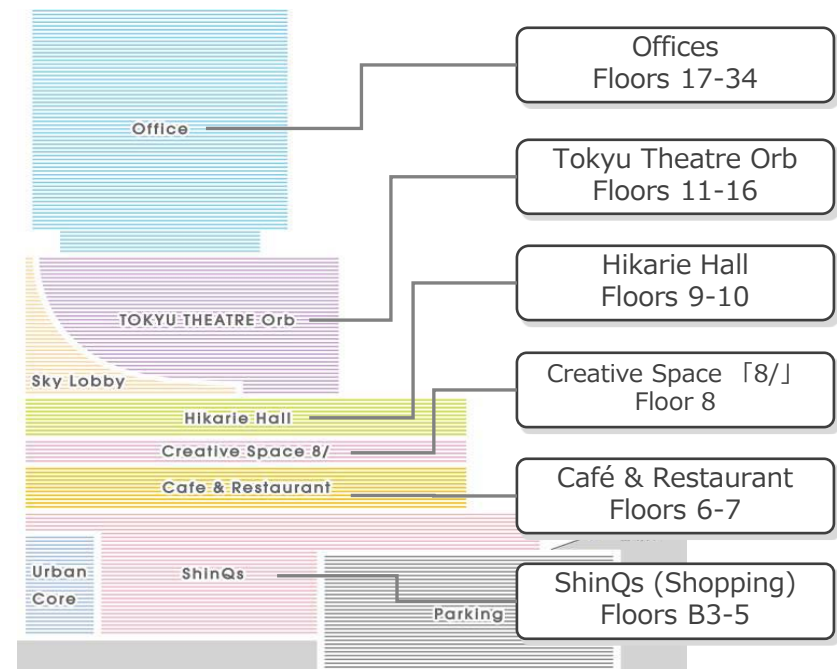 Offices
Floors 17-34
Office
Tokyu Theatre Orb
Floors 11-16
Hikarie Hall
Floors 9-10
TOKYU THEATRE Orb
Sky Lobby
Creative Space 「8/」
Floor 8
Hikarie Hall
Creative Space 8/
Café & Restaurant
Floors 6-7
Cafe & Restaurant
Urban
Core
ShinQs
ShinQs (Shopping)
Floors B3-5
Parking